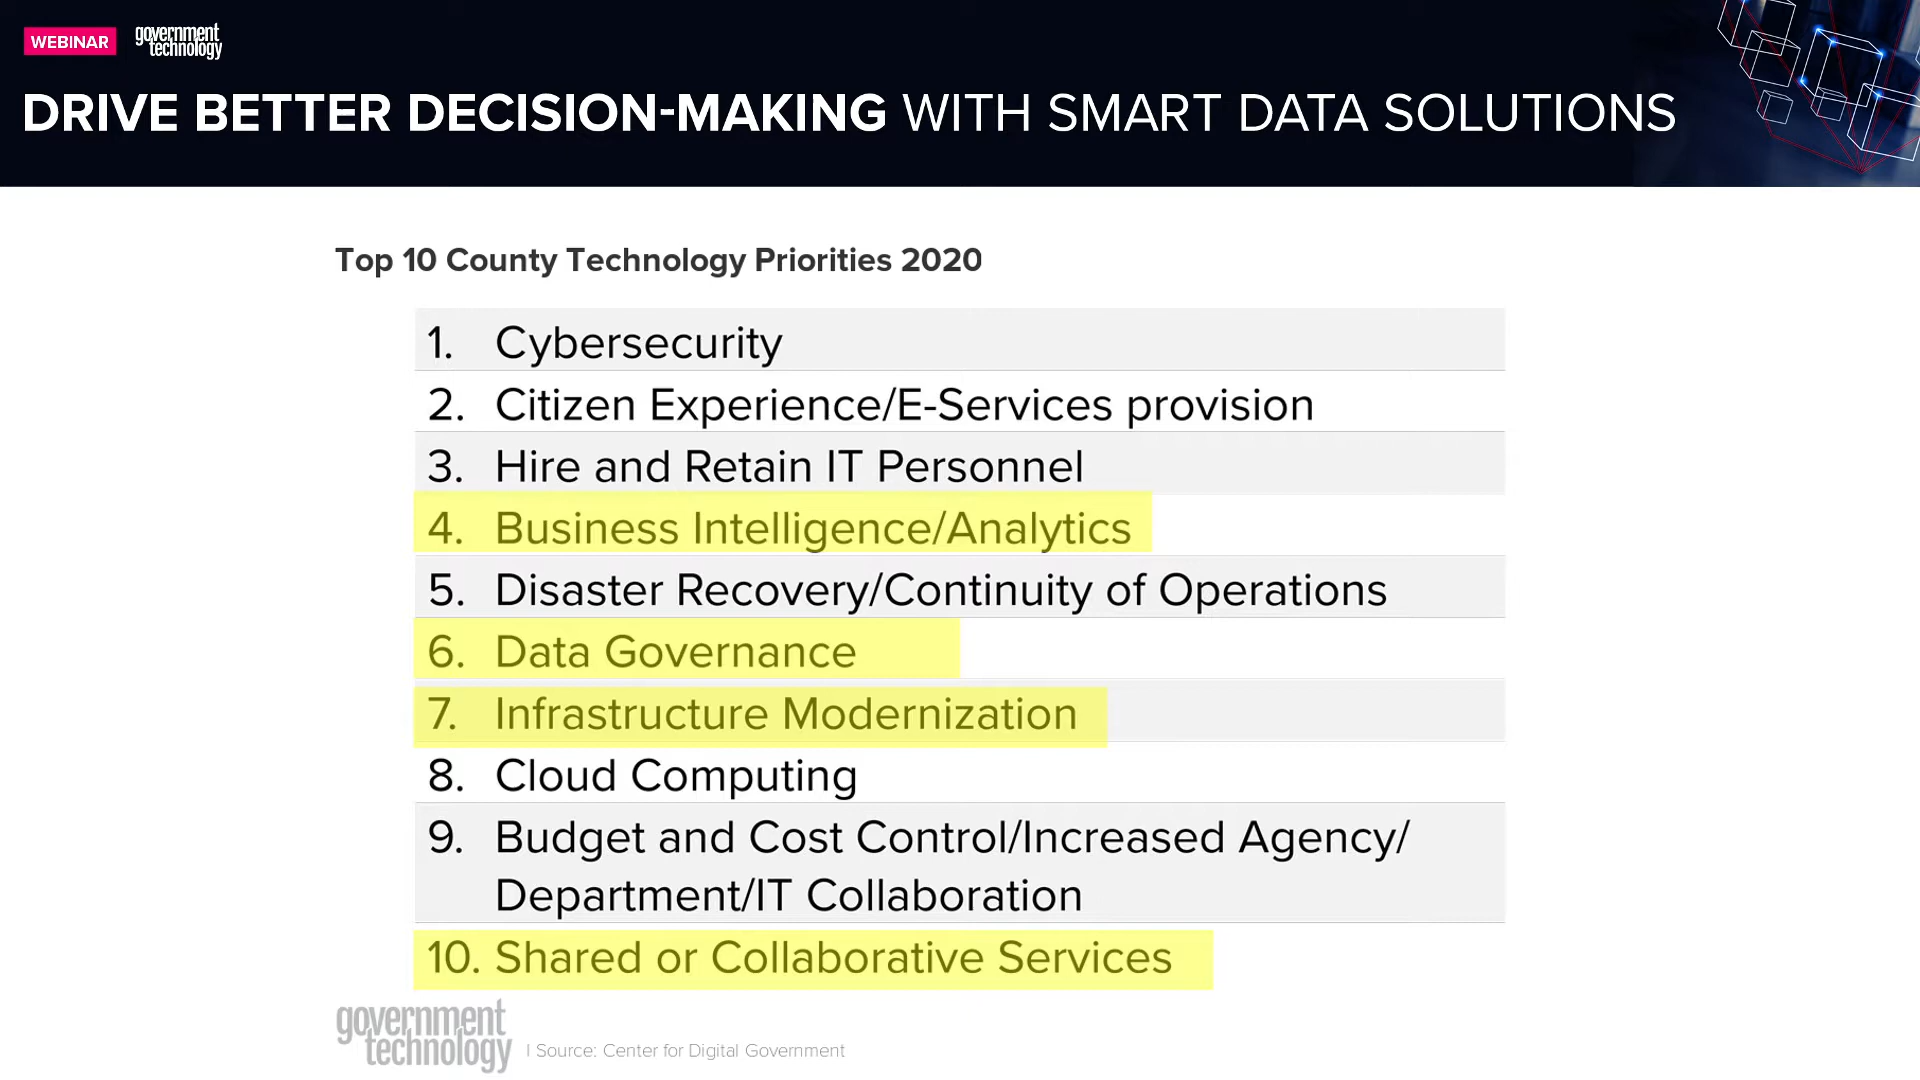 WEBINAR
government
technology
DRIVE BETTER DECISION-MAKING WITH SMART DATA SOLUTIONS
Top 10 County Technology Priorities 2020
1. Cybersecurity
2. Citizen Experience/E-Services provision
3. Hire and Retain IT Personnel
4. Business Intelligence/Analytics
5. Disaster Recovery/Continuity of Operations
6. Data Governance
7. Infrastructure Modernization
8. Cloud Computing
9. Budget and Cost Control/Increased Agency/
Department/IT Collaboration
10. Shared or Collaborative Services
government
technology
| Source: Center for Digital Government